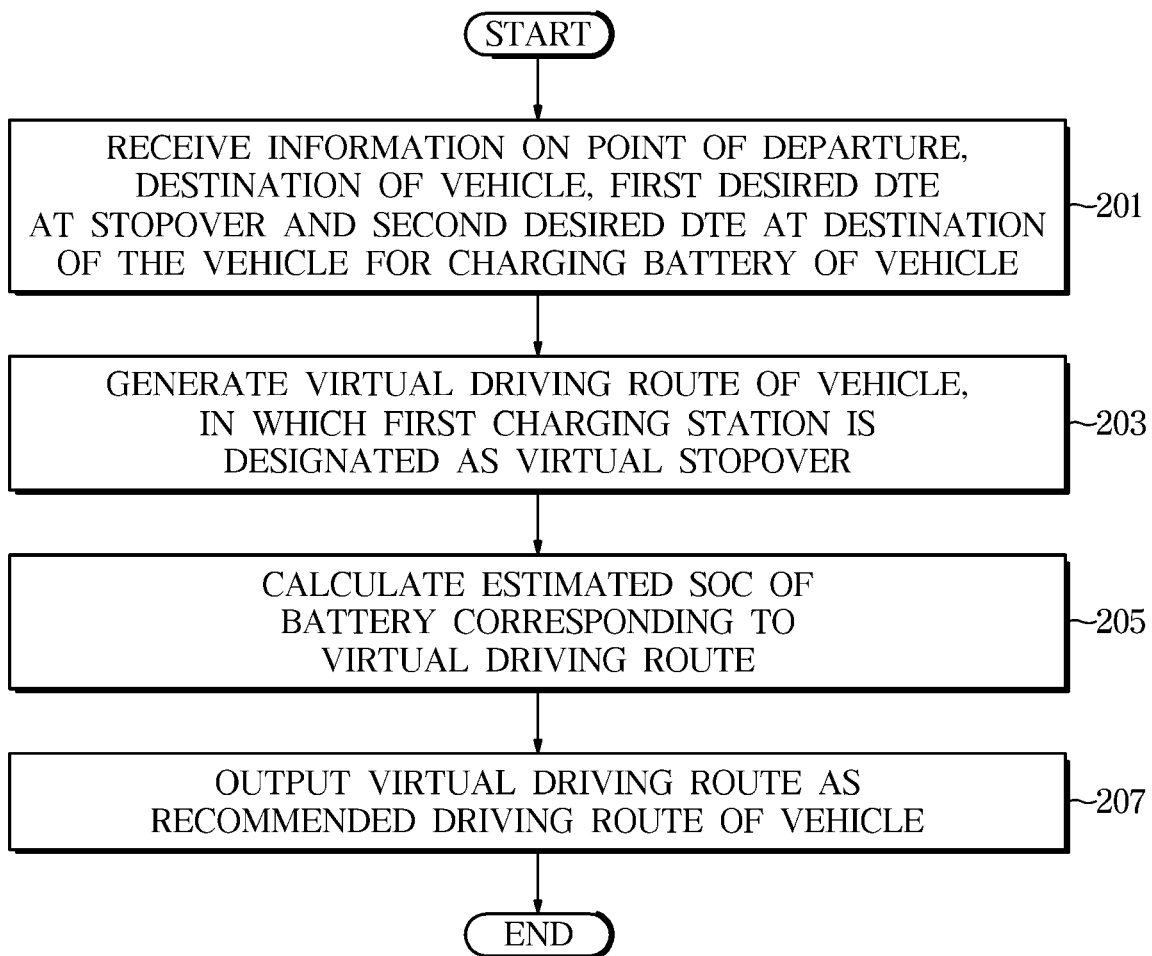 START
RECEIVE INFORMATION ON POINT OF DEPARTURE,
DESTINATION OF VEHICLE, FIRST DESIRED DTE
AT STOPOVER AND SECOND DESIRED DTE AT DESTINATION
OF THE VEHICLE FOR CHARGING BATTERY OF VEHICLE
201
GENERATE VIRTUAL DRIVING ROUTE OF VEHICLE,
IN WHICH FIRST CHARGING STATION IS
DESIGNATED AS VIRTUAL STOPOVER
203
CALCULATE ESTIMATED SOC OF
BATTERY CORRESPONDING TO
VIRTUAL DRIVING ROUTE
205
OUTPUT VIRTUAL DRIVING ROUTE AS
RECOMMENDED DRIVING ROUTE OF VEHICLE
207
END